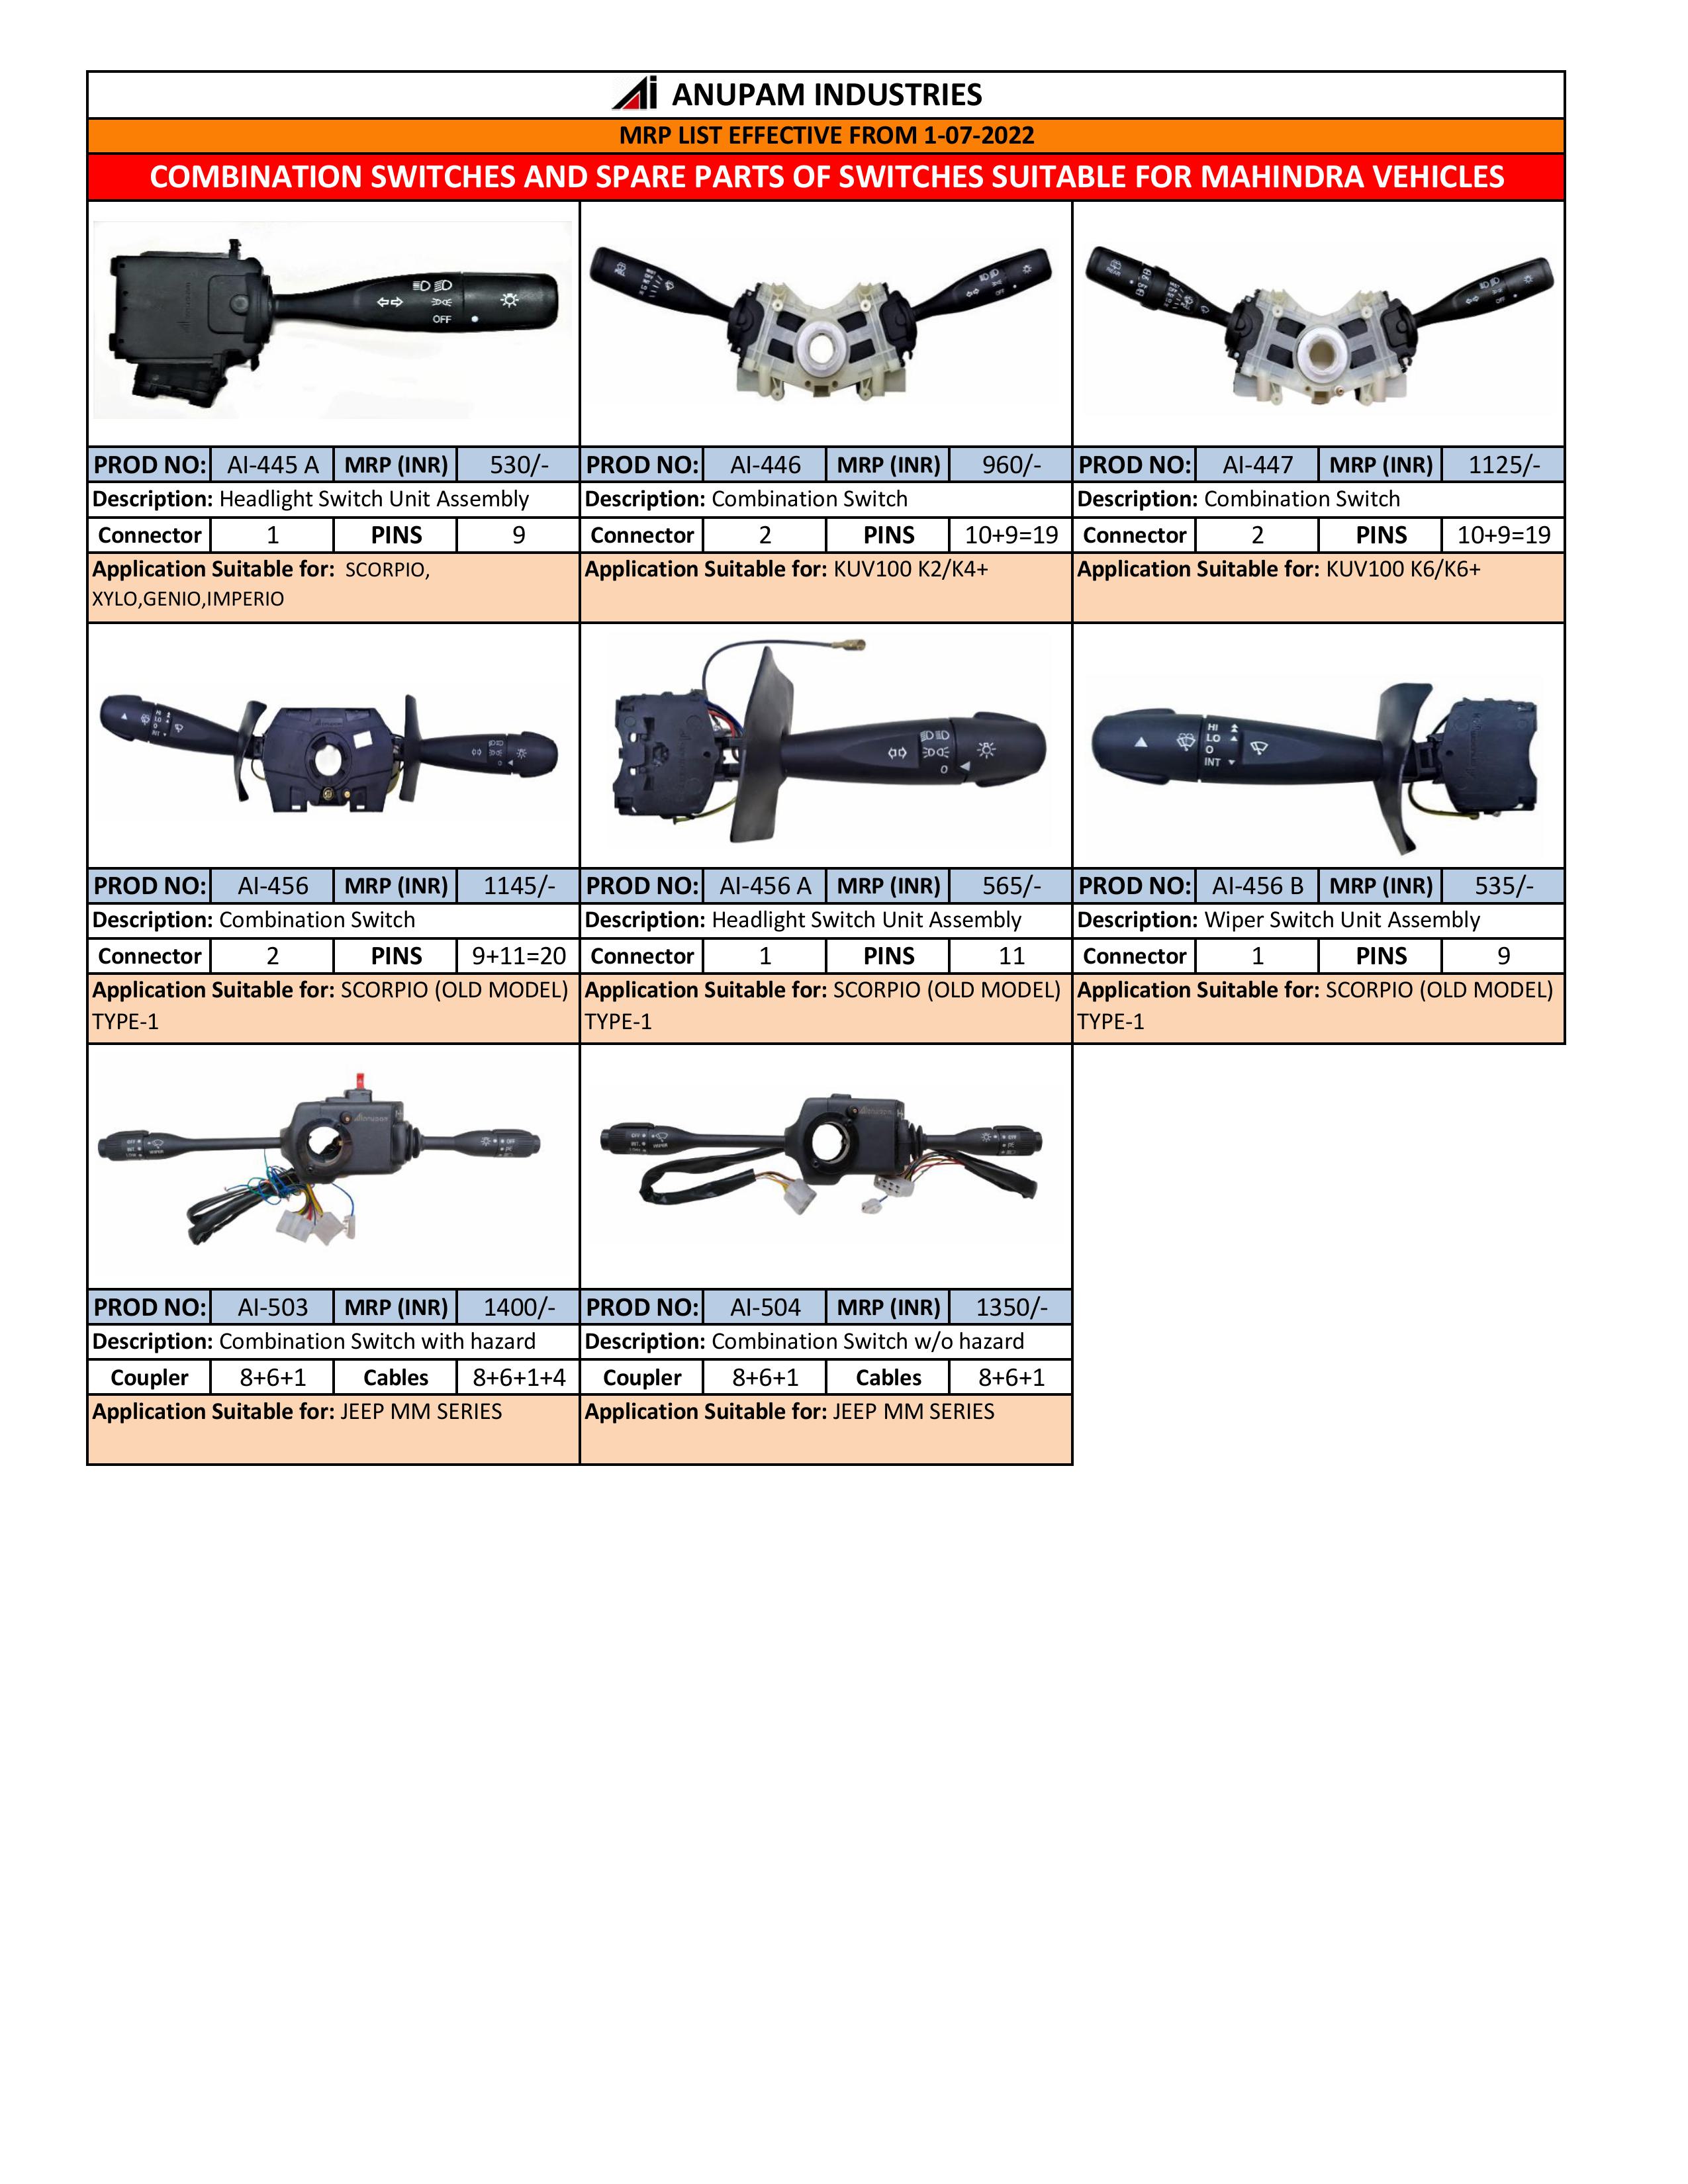 Ai ANUPAM INDUSTRIES
MRP LIST EFFECTIVE FROM 1-07-2022
COMBINATION SWITCHES AND SPARE PARTS OF SWITCHES SUITABLE FOR MAHINDRA VEHICLES
OFF
PROD NO: AI-445 A MRP (INR) 530/- PROD NO: AI-446 MRP (INR) 960/- PROD NO: AI-447 MRP (INR) 1125/-
Description: Headlight Switch Unit Assembly Description: Combination Switch Description: Combination Switch
Connector 1 PINS 9 Connector 2 PINS 10+9=19 Connector 2 PINS 10+9=19
Application Suitable for: SCORPIO, Application Suitable for: KUV100 K2/K4+ Application Suitable for: KUV100 K6/K6+
XYLO,GENIO,IMPERIO
HI
LO
O
INT
PROD NO: AI-456 MRP (INR) 1145/- PROD NO: AI-456 A MRP (INR) 565/- PROD NO: AI-456 B MRP (INR) 535/-
Description: Combination Switch Description: Headlight Switch Unit Assembly Description: Wiper Switch Unit Assembly
Connector 2 PINS 9+11=20 Connector 1 PINS 11 Connector 1 PINS 9
Application Suitable for: SCORPIO (OLD MODEL) Application Suitable for: SCORPIO (OLD MODEL) Application Suitable for: SCORPIO (OLD MODEL)
TYPE-1 TYPE-1 TYPE-1
PROD NO: AI-503 MRP (INR) 1400/- PROD NO: AI-504 MRP (INR) 1350/-
Description: Combination Switch with hazard Description: Combination Switch w/o hazard
Coupler 8+6+1 Cables 8+6+1+4 Coupler 8+6+1 Cables 8+6+1
Application Suitable for: JEEP MM SERIES Application Suitable for: JEEP MM SERIES